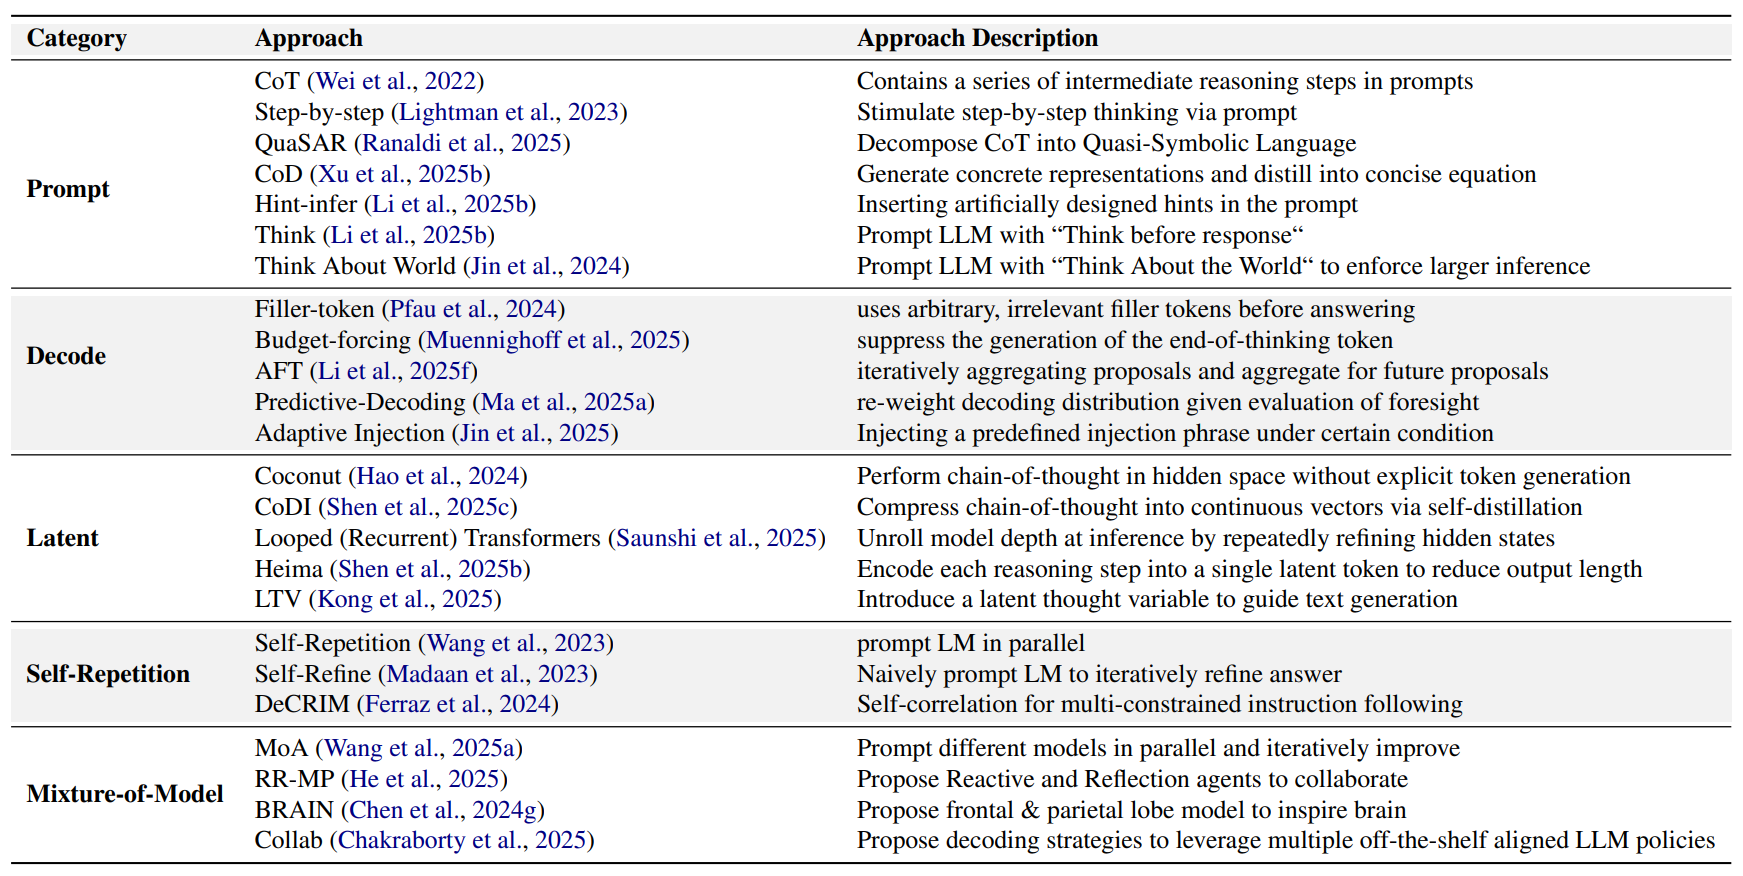 Category Approach Approach Description
CoT (Wei et al., 2022) Contains a series of intermediate reasoning steps in prompts
Step-by-step (Lightman et al., 2023) Stimulate step-by-step thinking via prompt
QuaSAR (Ranaldi et al., 2025) Decompose CoT into Quasi-Symbolic Language
CoD (Xu et al., 2025b) Generate concrete representations and distill into concise equation
Prompt
Hint-infer (Li et al., 2025b) Inserting artificially designed hints in the prompt
Think (Li et al., 2025b) Prompt LLM with “Think before response“
Think About World (Jin et al., 2024) Prompt LLM with “Think About the World“ to enforce larger inference
Filler-token (Pfau et al., 2024) uses arbitrary, irrelevant filler tokens before answering
Budget-forcing (Muennighoff et al., 2025) suppress the generation of the end-of-thinking token
Decode
AFT (Li et al., 2025f) iteratively aggregating proposals and aggregate for future proposals
Predictive-Decoding (Ma et al., 2025a) re-weight decoding distribution given evaluation of foresight
Adaptive Injection (Jin et al., 2025) Injecting a predefined injection phrase under certain condition
Coconut (Hao et al., 2024) Perform chain-of-thought in hidden space without explicit token generation
CoDI (Shen et al., 2025c) Compress chain-of-thought into continuous vectors via self-distillation
Latent Looped (Recurrent) Transformers (Saunshi et al., 2025) Unroll model depth at inference by repeatedly refining hidden states
Heima (Shen et al., 2025b) Encode each reasoning step into a single latent token to reduce output length
LTV (Kong et al., 2025) Introduce a latent thought variable to guide text generation
Self-Repetition (Wang et al., 2023) prompt LM in parallel
Self-Repetition Self-Refine (Madaan et al., 2023) Naively prompt LM to iteratively refine answer
DeCRIM (Ferraz et al., 2024) Self-correlation for multi-constrained instruction following
MoA (Wang et al., 2025a) Prompt different models in parallel and iteratively improve
RR-MP (He et al., 2025) Propose Reactive and Reflection agents to collaborate
Mixture-of-Model
BRAIN (Chen et al., 2024g) Propose frontal & parietal lobe model to inspire brain
Collab (Chakraborty et al., 2025) Propose decoding strategies to leverage multiple off-the-shelf aligned LLM policies